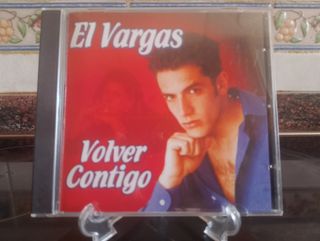 El Vargas
Volver
Contigo